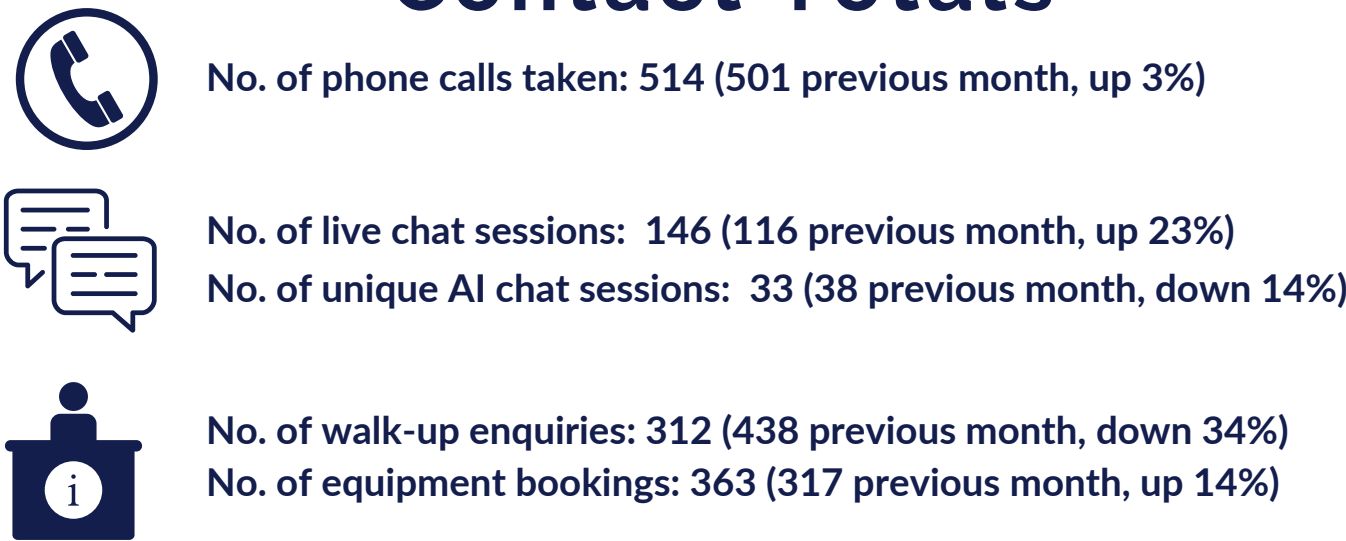 Contact Totals
No. of phone calls taken: 514 (501 previous month, up 3%)
No. of live chat sessions:  146 (116 previous month, up 23%)
No. of unique AI chat sessions:  33 (38 previous month, down 14%)
No. of walk-up enquiries: 312 (438 previous month, down 34%)
i
No. of equipment bookings: 363 (317 previous month, up 14%)